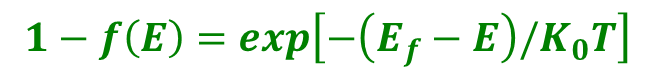 1 − f(E) = exp[−(E_f − E)/K_0T]